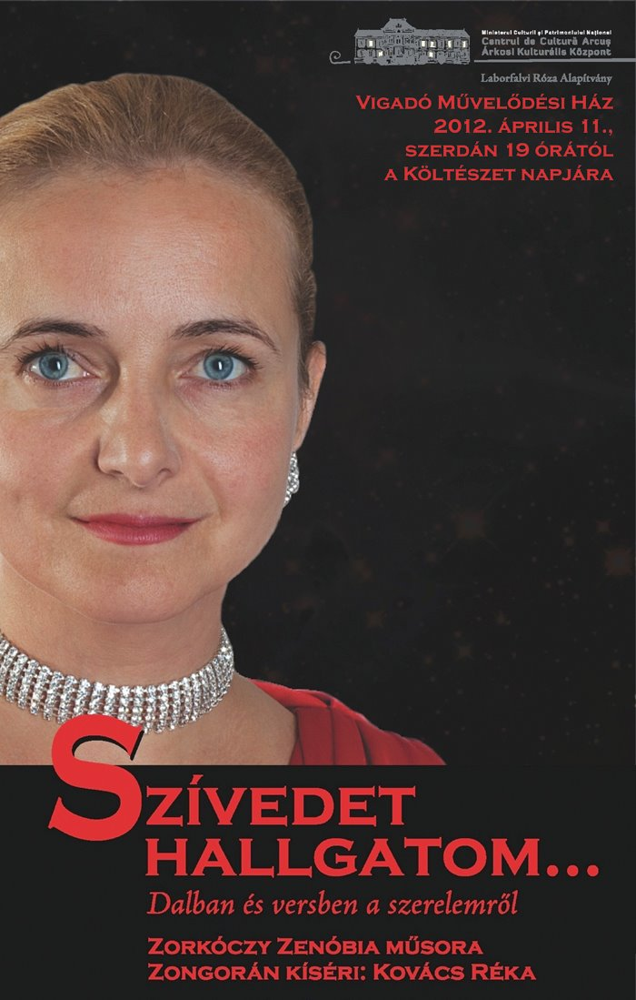 Ministerul Culturii și Patrimoniului Național
Centrul de Cultură Arcuș
Árkosi Kulturális Központ
Laborfalvi Róza Alapítvány
Vigadó Művelődési Ház
2012. április 11.,
szerdán 19 órától
a Költészet napjára
Szívedet
hallgatom...
Dalban és versben a szerelemről
Zorkóczy Zenóbia műsora
Zongorán kíséri: Kovács Réka